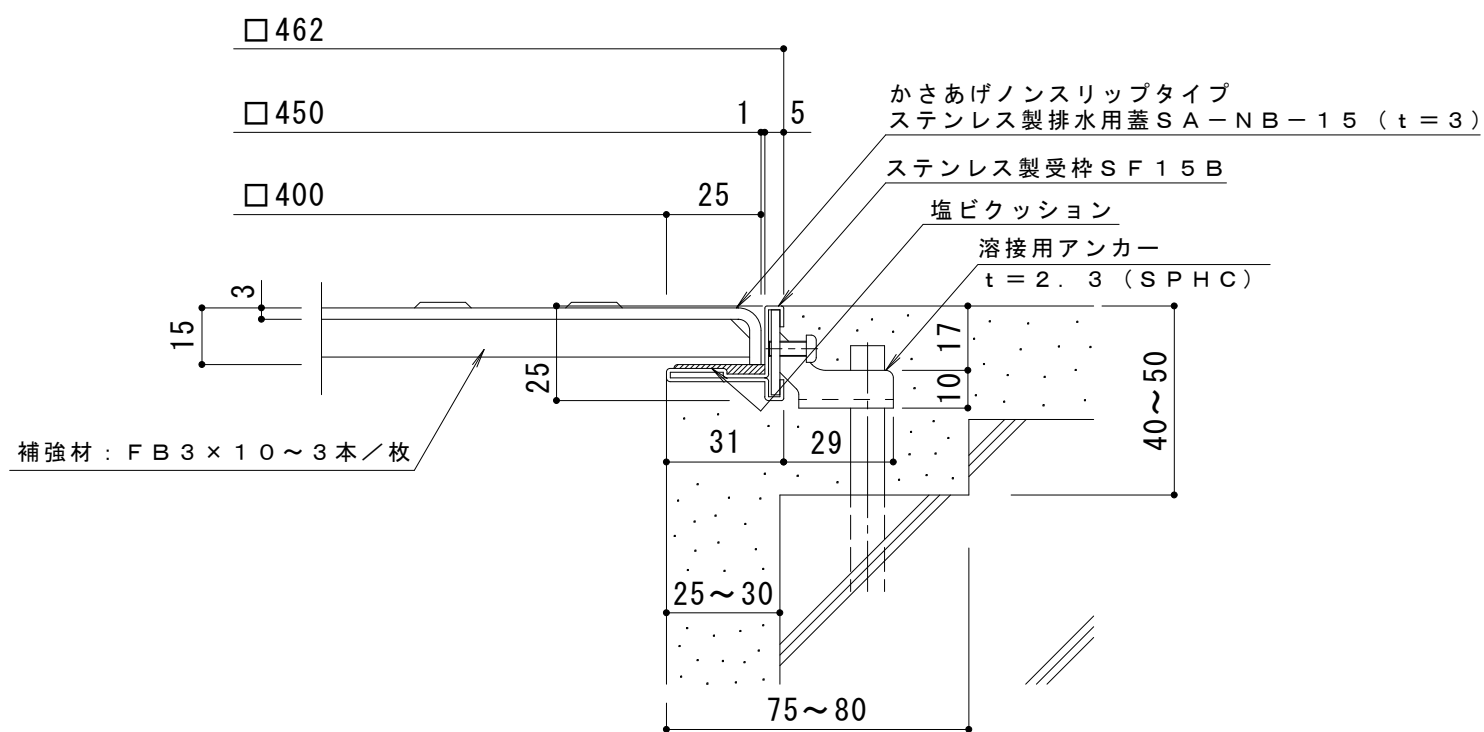 □462
□450
1
5
かさあげノンスリップタイプ
ステンレス製排水用蓋SA-NB-15(t=3)
ステンレス製受枠SF15B
□400
25
塩ビクッション
溶接用アンカー
t=2.3(SPHC)
3
15
25
17
10
40~50
31
29
補強材:FB3×10~3本/枚
25~30
75~80